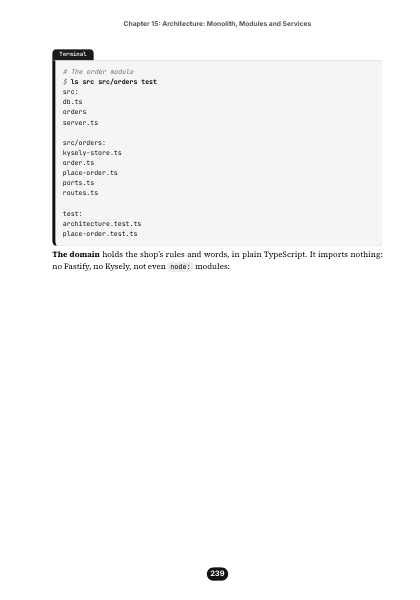 Chapter 15: Architecture: Monolith, Modules and Services
Terminal
# The order module
$ ls src src/orders test
src:
db.ts
orders
server.ts
src/orders:
kysely-store.ts
order.ts
place-order.ts
ports.ts
routes.ts
test:
architecture.test.ts
place-order.test.ts
The domain holds the shop’s rules and words, in plain TypeScript. It imports nothing:
no Fastify, no Kysely, not even node: modules:
239